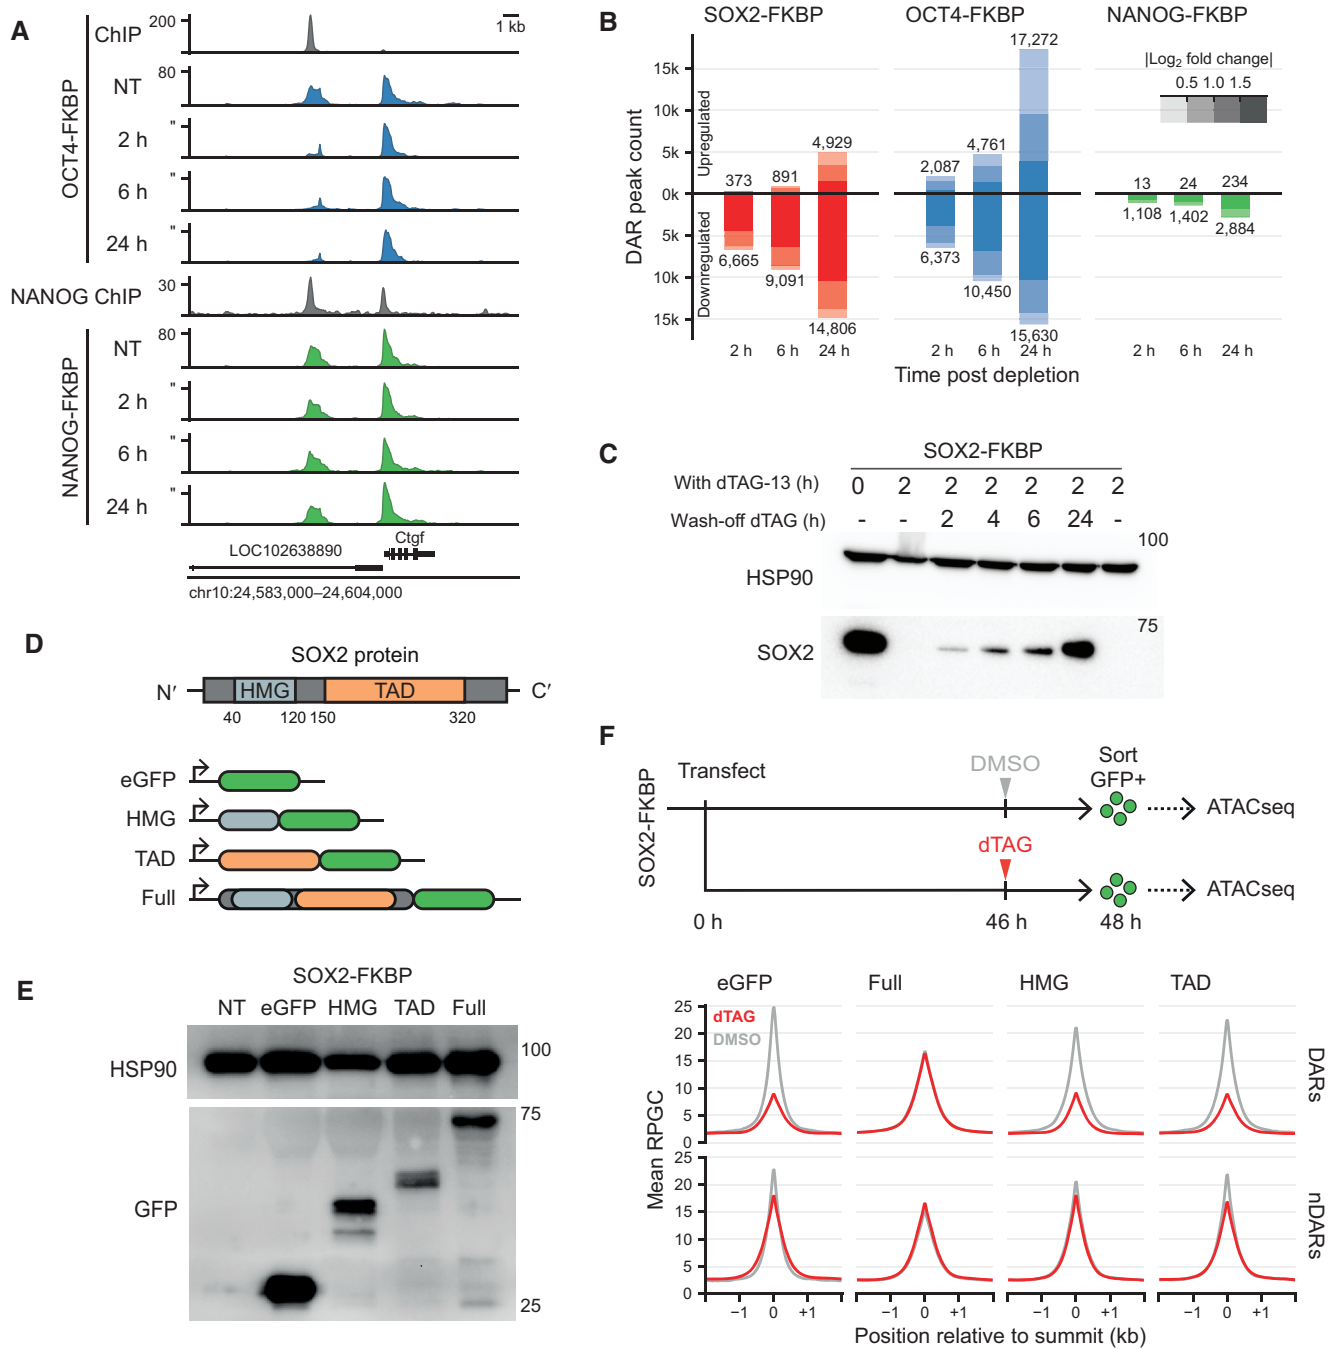 A
200
ChIP
1 kb
OCT4-FKBP
80
NT
"
2 h
"
6 h
"
24 h
30
NANOG ChIP
NANOG-FKBP
80
NT
"
2 h
"
6 h
"
24 h
LOC102638890
Ctgf
chr10:24,583,000–24,604,000
B
SOX2-FKBP
OCT4-FKBP
NANOG-FKBP
|Log2 fold change|
0.5 1.0 1.5
DAR peak count
Upregulated
Downregulated
15k
10k
5k
0k
5k
10k
15k
373
891
4,929
6,665
9,091
14,806
2,087
4,761
17,272
6,373
10,450
15,630
13
24
234
1,108
1,402
2,884
2 h 6 h 24 h
2 h 6 h 24 h
2 h 6 h 24 h
Time post depletion
C
SOX2-FKBP
With dTAG-13 (h) 0 2 2 2 2 2 2
Wash-off dTAG (h) - - 2 4 6 24 -
100
HSP90
75
SOX2
D
SOX2 protein
N′ HMG TAD C′
40 120 150 320
eGFP
HMG
TAD
Full
E
SOX2-FKBP
NT eGFP HMG TAD Full
HSP90
100
75
GFP
25
F
SOX2-FKBP
Transfect
DMSO
Sort
GFP+
ATACseq
dTAG
ATACseq
0 h 46 h 48 h
eGFP Full HMG TAD
dTAG
DMSO
Mean RPGC
25
20
15
10
5
0
DARs
25
20
15
10
5
0
nDARs
−1 0 +1
−1 0 +1
−1 0 +1
−1 0 +1
Position relative to summit (kb)